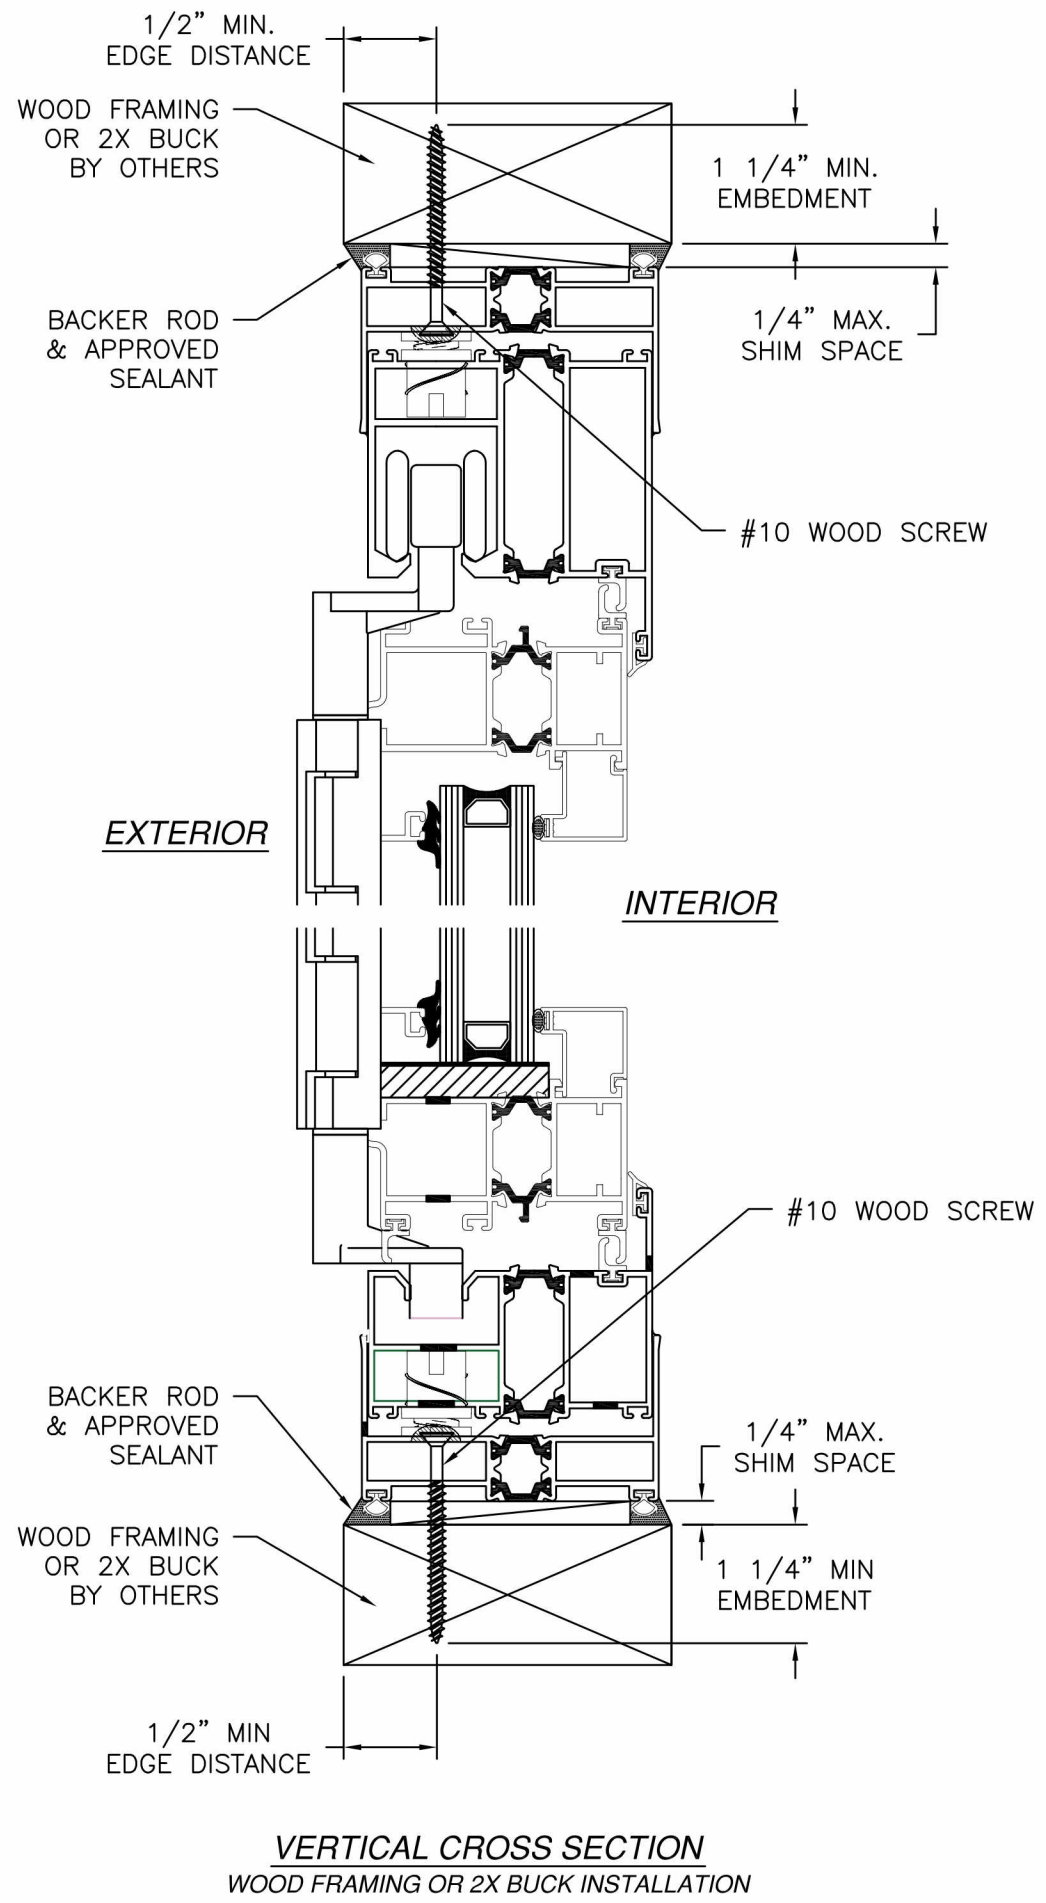 1/2” MIN.
EDGE DISTANCE
WOOD FRAMING
OR 2X BUCK
BY OTHERS
1 1/4” MIN.
EMBEDMENT
BACKER ROD
& APPROVED
SEALANT
1/4” MAX.
SHIM SPACE
#10 WOOD SCREW
EXTERIOR
INTERIOR
#10 WOOD SCREW
BACKER ROD
& APPROVED
SEALANT
1/4” MAX.
SHIM SPACE
WOOD FRAMING
OR 2X BUCK
BY OTHERS
1 1/4” MIN
EMBEDMENT
1/2” MIN
EDGE DISTANCE
VERTICAL CROSS SECTION
WOOD FRAMING OR 2X BUCK INSTALLATION